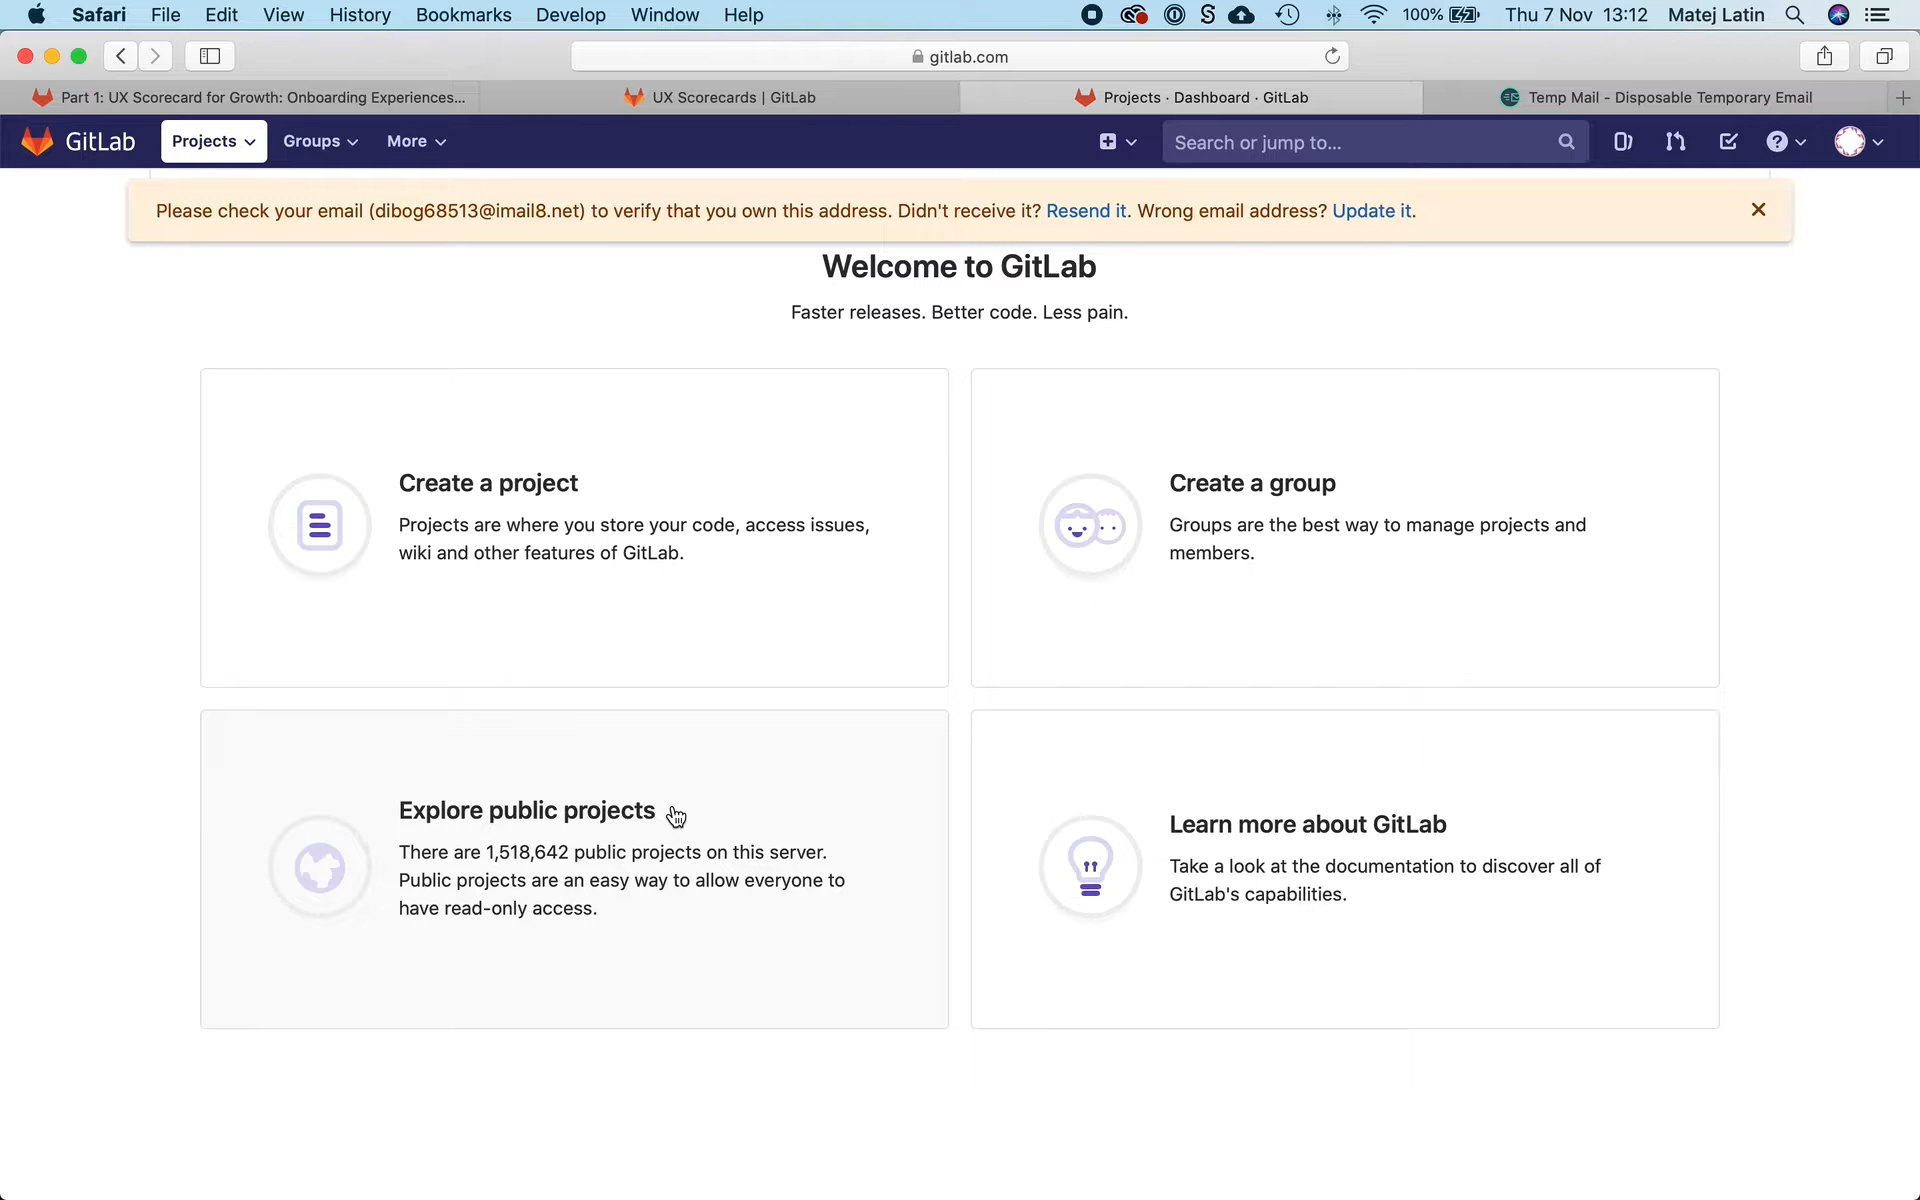 Safari File Edit View History Bookmarks Develop Window Help 100% Thu 7 Nov 13:12 Matej Latin
gitlab.com
Part 1: UX Scorecard for Growth: Onboarding Experiences... UX Scorecards | GitLab Projects · Dashboard · GitLab Temp Mail - Disposable Temporary Email
GitLab Projects Groups More Search or jump to...
Please check your email (dibog68513@imail8.net) to verify that you own this address. Didn't receive it? Resend it. Wrong email address? Update it.
Welcome to GitLab
Faster releases. Better code. Less pain.
Create a project
Projects are where you store your code, access issues,
wiki and other features of GitLab.
Create a group
Groups are the best way to manage projects and
members.
Explore public projects
There are 1,518,642 public projects on this server.
Public projects are an easy way to allow everyone to
have read-only access.
Learn more about GitLab
Take a look at the documentation to discover all of
GitLab's capabilities.